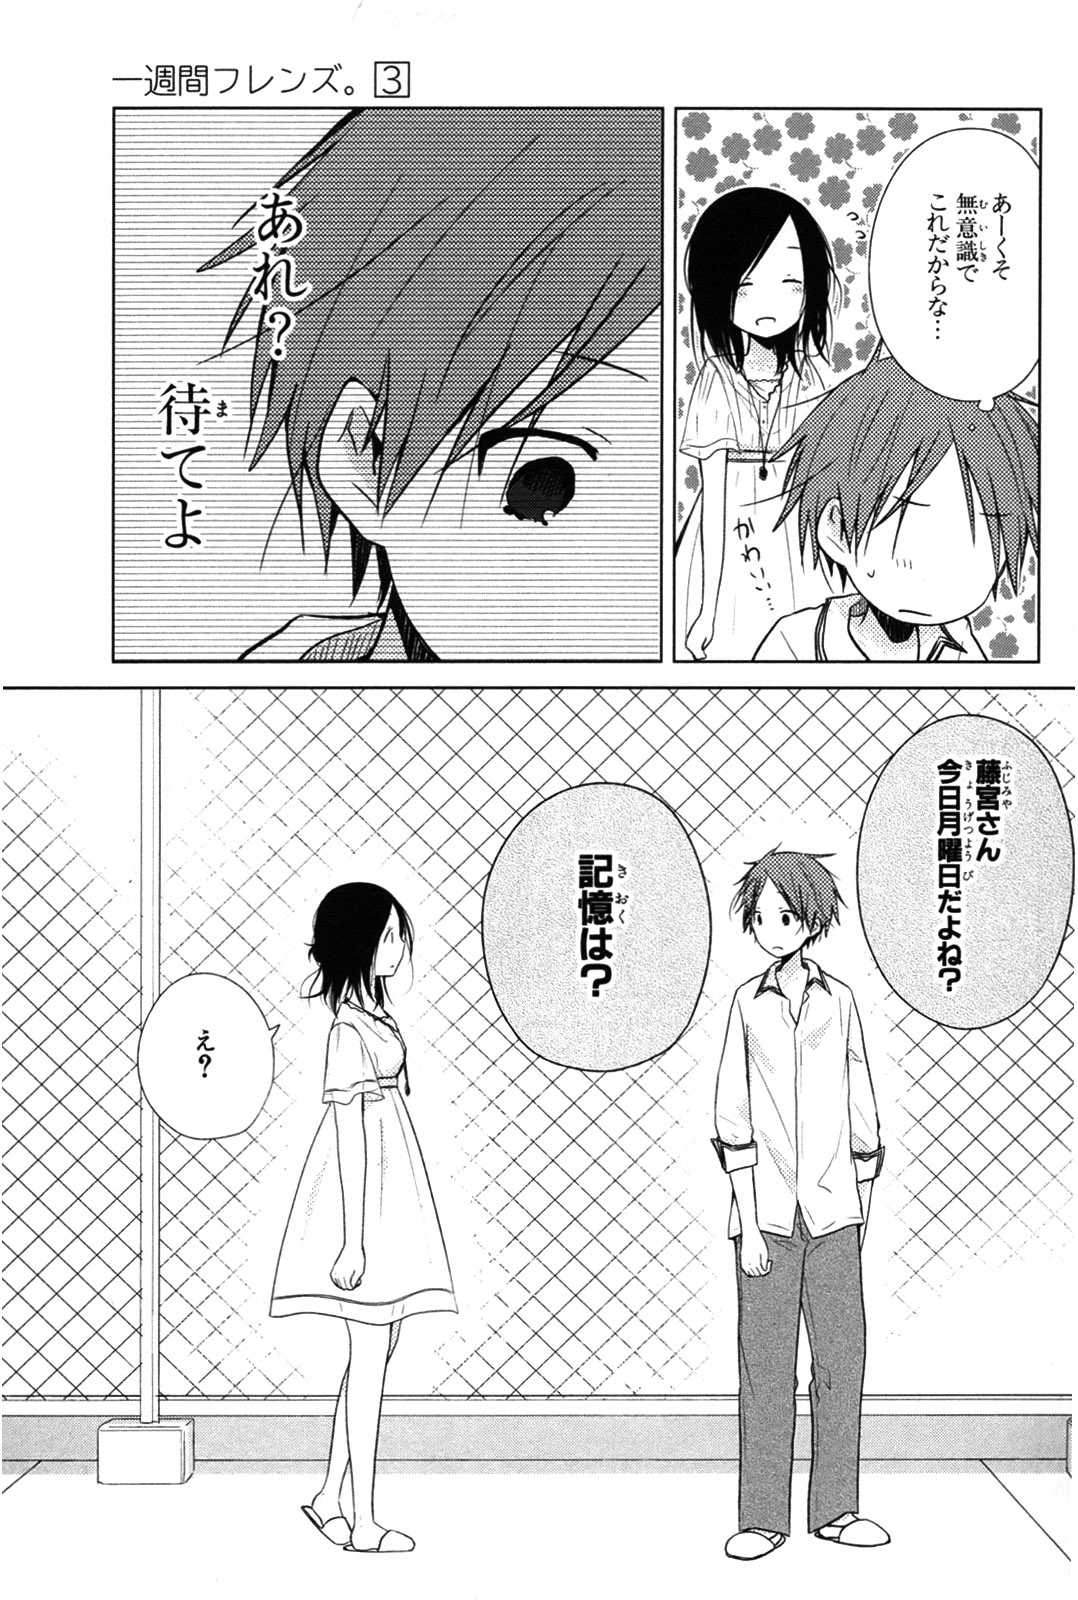 一週間フレンズ。3
あーくそ
無意識で
これだからな…
かわいい…
あれ？
待てよ
藤宮さん
今日月曜日だよね？
記憶は？
え？